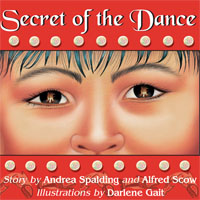 Secret of the Dance
Story by Andrea Spalding and Alfred Scow
Illustrations by Darlene Gait